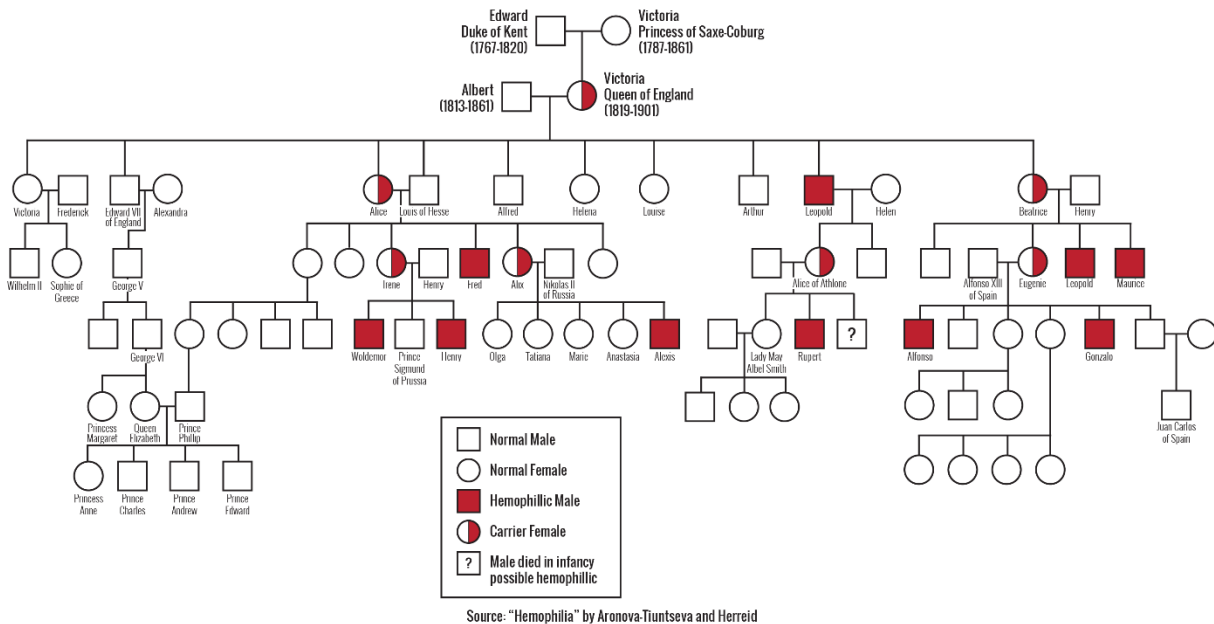 Edward
Duke of Kent
(1767-1820)
Victoria
Princess of Saxe-Coburg
(1787-1861)
Albert
(1813-1861)
Victoria
Queen of England
(1819-1901)
Victoria
Frederick
Edward VII
of England
Alexandra
Alice
Lours of Hesse
Alfred
Helena
Louise
Arthur
Leopold
Helen
Beatrice
Henry
Wilhelm II
Sophie of
Greece
George V
Irene
Henry
Fred
Alix
Nikolas II
of Russia
Alice of Athlone
Alfonso XIII
of Spain
Eugenie
Leopold
Maurice
George VI
Woldemor
Prince
Sigmund
of Prussia
Henry
Olga
Tatiana
Marie
Anastasia
Alexis
Lady May
Albel Smith
Rupert
?
Alfonso
Gonzalo
Princess
Margaret
Queen
Elizabeth
Prince
Phillip
Juan Carlos
of Spain
Princess
Anne
Prince
Charles
Prince
Andrew
Prince
Edward
Normal Male
Normal Female
Hemophillic Male
Carrier Female
?
Male died in infancy
possible hemophillic
Source: "Hemophilia" by Aronova-Tiuntseva and Herreid